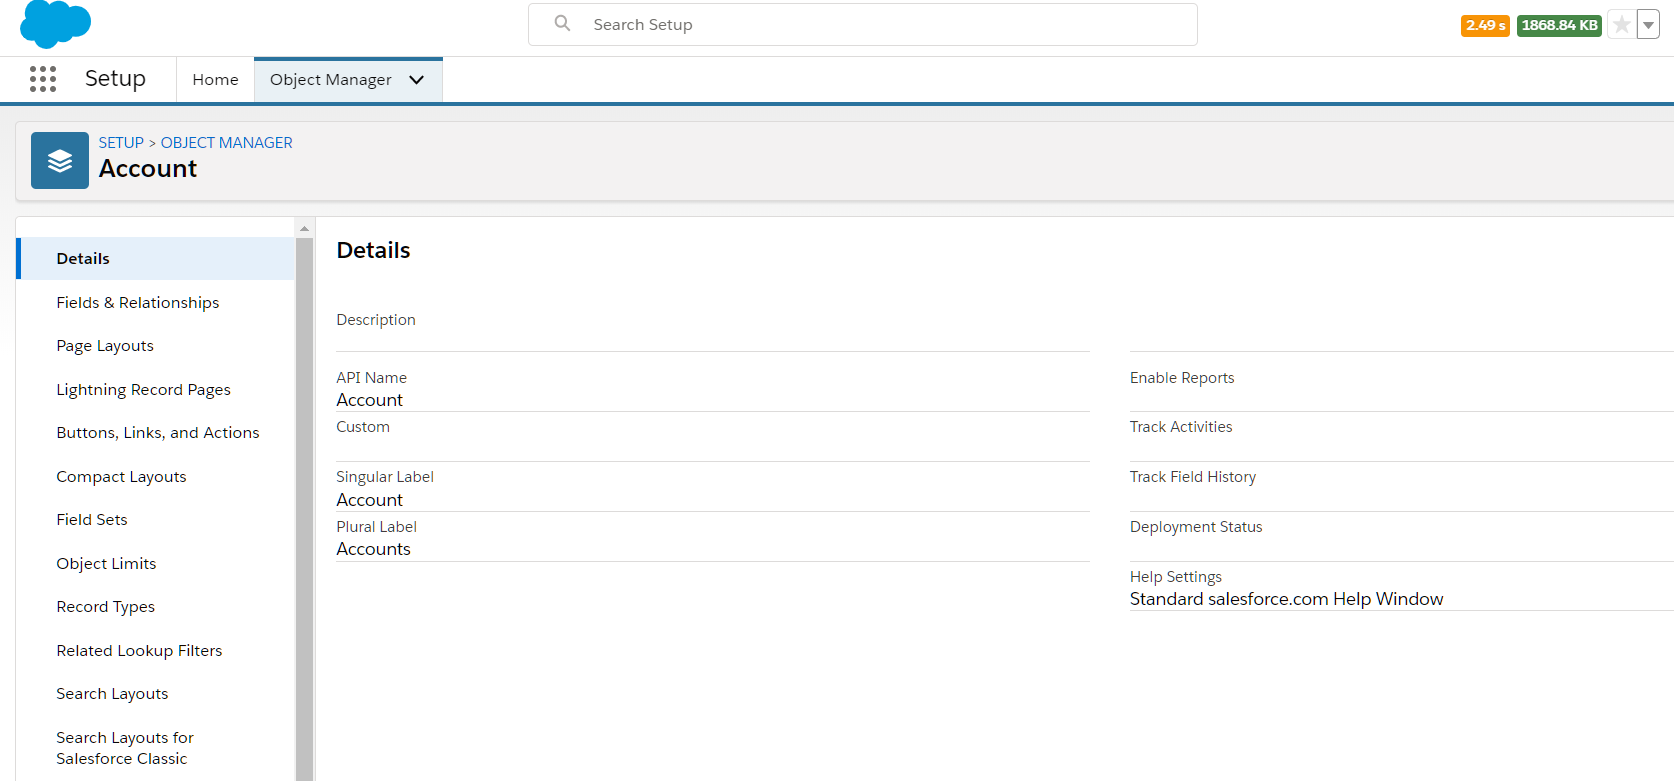 Search Setup
2.49 s
1868.84 KB
Setup
Home
Object Manager
SETUP > OBJECT MANAGER
Account
Details
Fields & Relationships
Page Layouts
Lightning Record Pages
Buttons, Links, and Actions
Compact Layouts
Field Sets
Object Limits
Record Types
Related Lookup Filters
Search Layouts
Search Layouts for
Salesforce Classic
Details
Description
API Name
Account
Custom
Singular Label
Account
Plural Label
Accounts
Enable Reports
Track Activities
Track Field History
Deployment Status
Help Settings
Standard salesforce.com Help Window